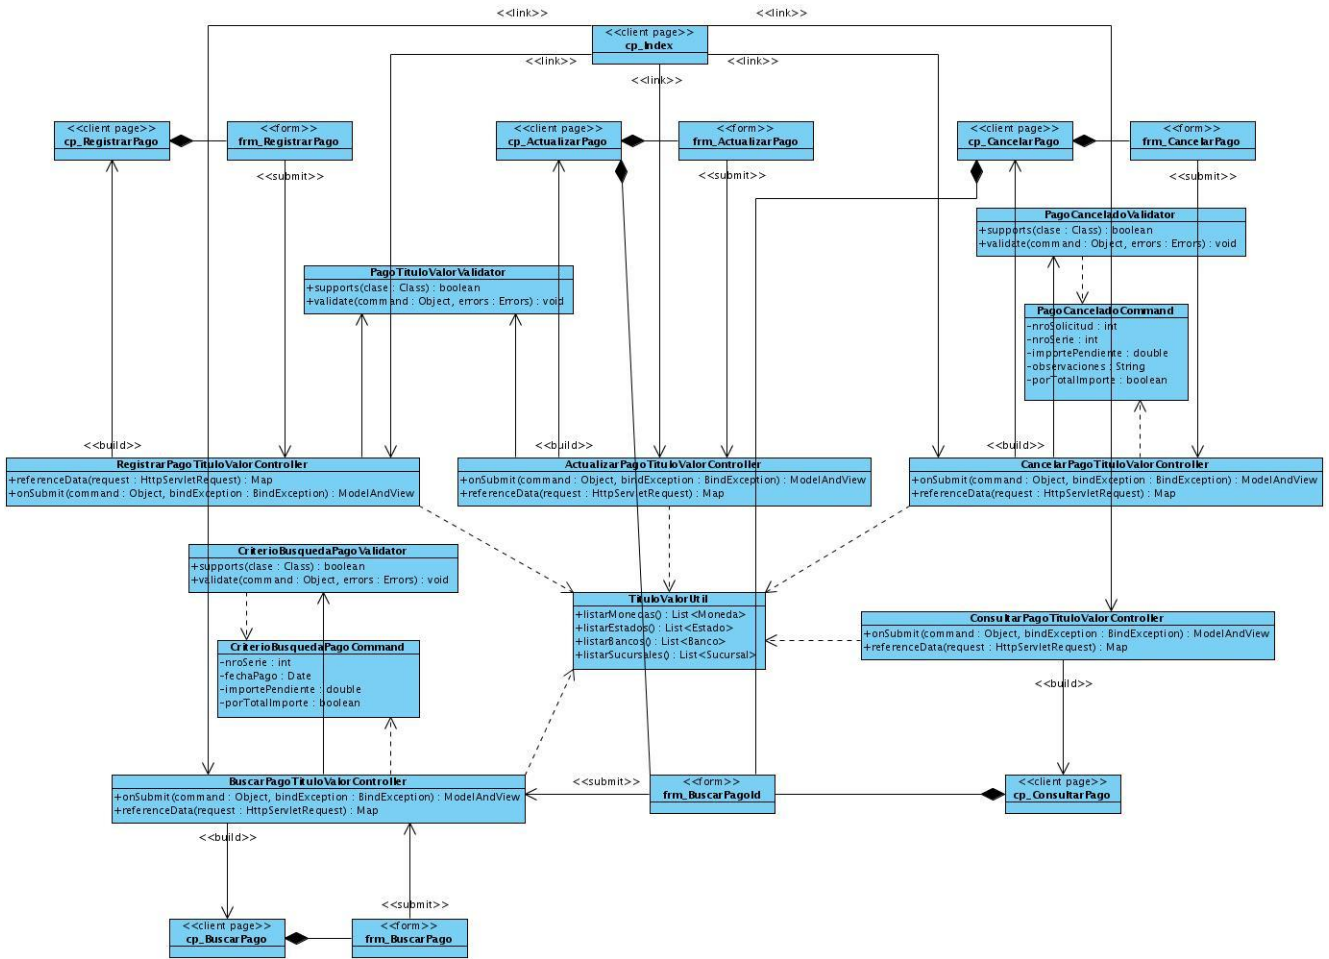 <<link>>
<<link>>
<<client page>>
cp_Index
<<link>>
<<link>>
<<link>>
<<client page>>
cp_RegistrarPago
<<form>>
frm_RegistrarPago
<<client page>>
cp_ActualizarPago
<<form>>
frm_ActualizarPago
<<client page>>
cp_CancelarPago
<<form>>
frm_CancelarPago
<<submit>>
<<submit>>
<<submit>>
PagoCanceladoValidator
+supports(clase : Class) : boolean
+validate(command : Object, errors : Errors) : void
PagoTituloValorValidator
+supports(clase : Class) : boolean
+validate(command : Object, errors : Errors) : void
PagoCanceladoCommand
-nroSolicitud : int
-nroSerie : int
-importePendiente : double
-observaciones : String
-porTotalImporte : boolean
<<build>>
<<build>>
<<build>>
RegistrarPagoTituloValorController
+referenceData(request : HttpServletRequest) : Map
+onSubmit(command : Object, bindException : BindException) : ModelAndView
ActualizarPagoTituloValorController
+onSubmit(command : Object, bindException : BindException) : ModelAndView
+referenceData(request : HttpServletRequest) : Map
CancelarPagoTituloValorController
+onSubmit(command : Object, bindException : BindException) : ModelAndView
+referenceData(request : HttpServletRequest) : Map
CriterioBusquedaPagoValidator
+supports(clase : Class) : boolean
+validate(command : Object, errors : Errors) : void
TituloValorUtil
+listarMonedas() : List<Moneda>
+listarEstados() : List<Estado>
+listarBancos() : List<Banco>
+listarSucursales() : List<Sucursal>
ConsultarPagoTituloValorController
+onSubmit(command : Object, bindException : BindException) : ModelAndView
+referenceData(request : HttpServletRequest) : Map
CriterioBusquedaPagoCommand
-nroSerie : int
-fechaPago : Date
-importePendiente : double
-porTotalImporte : boolean
<<build>>
BuscarPagoTituloValorController
+onSubmit(command : Object, bindException : BindException) : ModelAndView
+referenceData(request : HttpServletRequest) : Map
<<submit>>
<<form>>
frm_BuscarPagoId
<<client page>>
cp_ConsultarPago
<<build>>
<<submit>>
<<client page>>
cp_BuscarPago
<<form>>
frm_BuscarPago